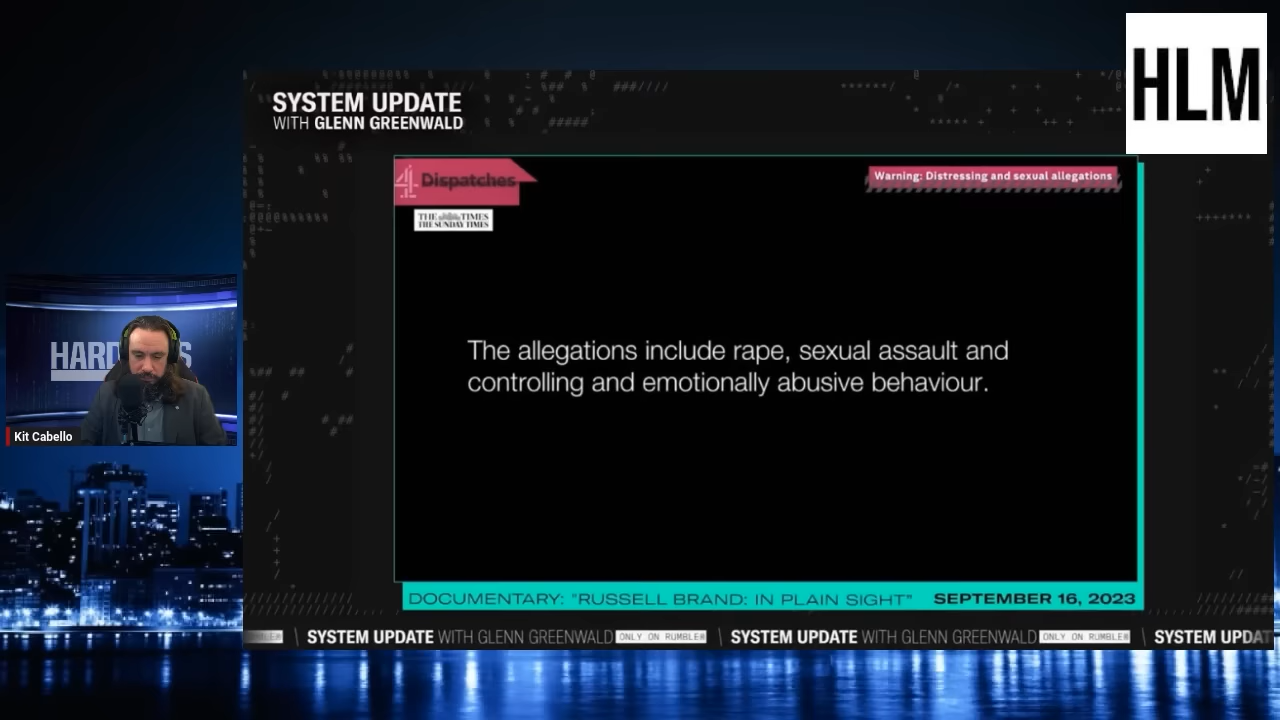 HLM
SYSTEM UPDATE
WITH GLENN GREENWALD
4 Dispatches
Warning: Distressing and sexual allegations
THE TIMES
THE SUNDAY TIMES
The allegations include rape, sexual assault and
controlling and emotionally abusive behaviour.
Kit Cabello
DOCUMENTARY: "RUSSELL BRAND: IN PLAIN SIGHT" SEPTEMBER 16, 2023
SYSTEM UPDATE WITH GLENN GREENWALD ONLY ON RUMBLE SYSTEM UPDATE WITH GLENN GREENWALD ONLY ON RUMBLE SYSTEM